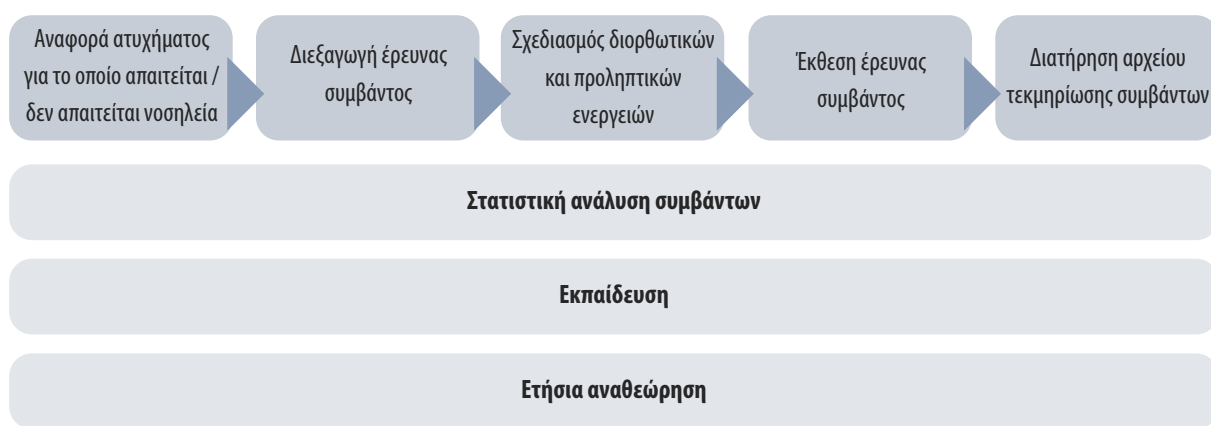 Αναφορά ατυχήματος
για το οποίο απαιτείται /
δεν απαιτείται νοσηλεία
Διεξαγωγή έρευνας
συμβάντος
Σχεδιασμός διορθωτικών
και προληπτικών
ενεργειών
Έκθεση έρευνας
συμβάντος
Διατήρηση αρχείου
τεκμηρίωσης συμβάντων
Στατιστική ανάλυση συμβάντων
Εκπαίδευση
Ετήσια αναθεώρηση